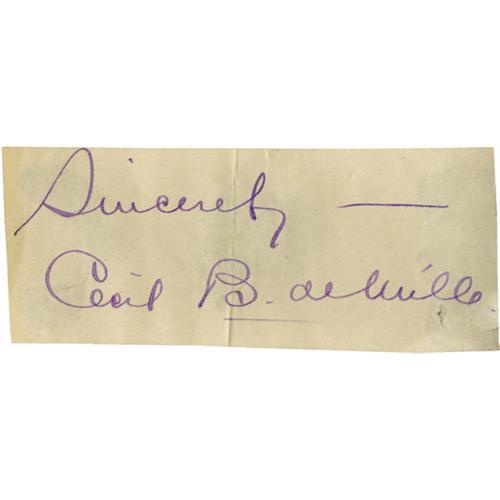 Sincerely —
Cecil B. deMille